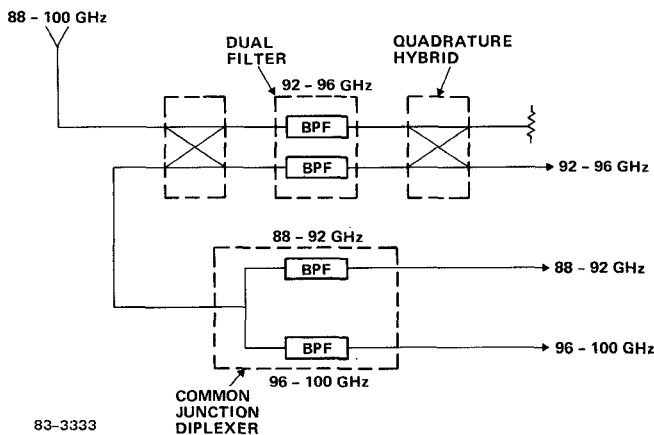 88 – 100 GHz
DUAL
FILTER
QUADRATURE
HYBRID
92 – 96 GHz
BPF
BPF
92 – 96 GHz
88 – 92 GHz
BPF
88 – 92 GHz
BPF
96 – 100 GHz
96 – 100 GHz
COMMON
JUNCTION
DIPLEXER
83–3333